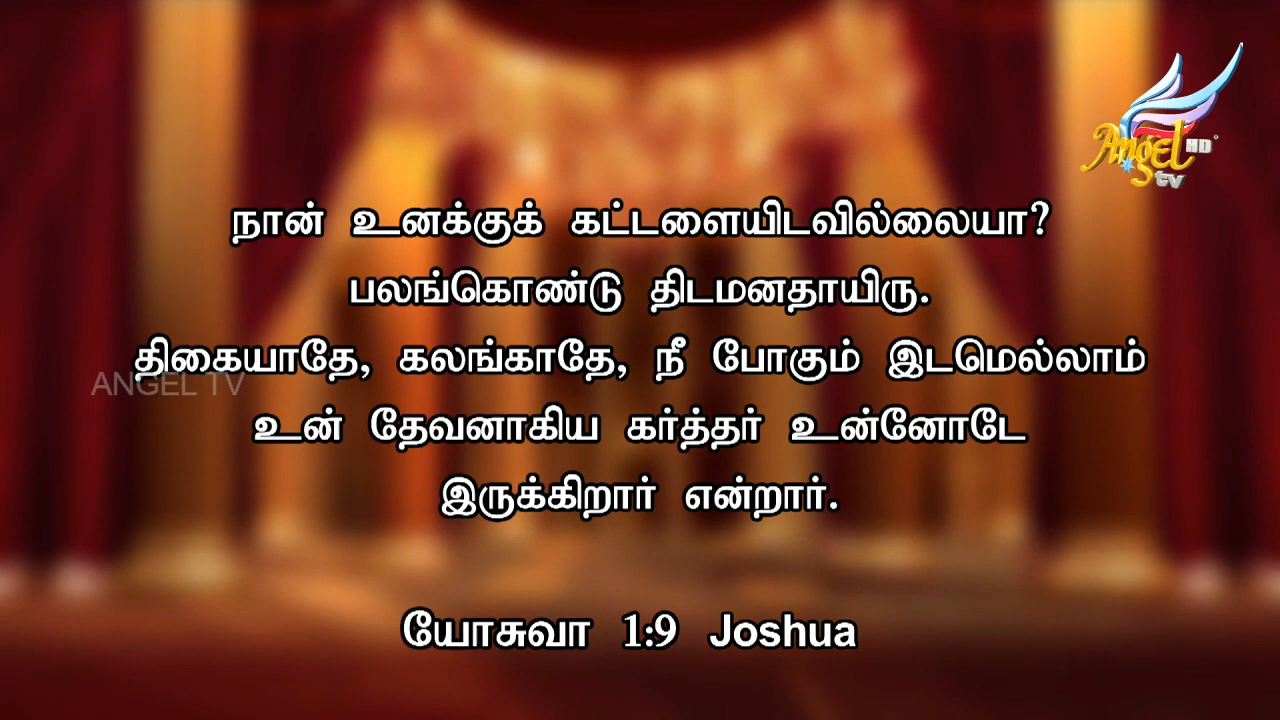 Angel HD
tv
நான் உனக்குக் கட்டளையிடவில்லையா?
பலங்கொண்டு திடமனதாயிரு.
திகையாதே, கலங்காதே, நீ போகும் இடமெல்லாம்
ANGEL TV
உன் தேவனாகிய கர்த்தர் உன்னோடே
இருக்கிறார் என்றார்.
யோசுவா 1:9 Joshua